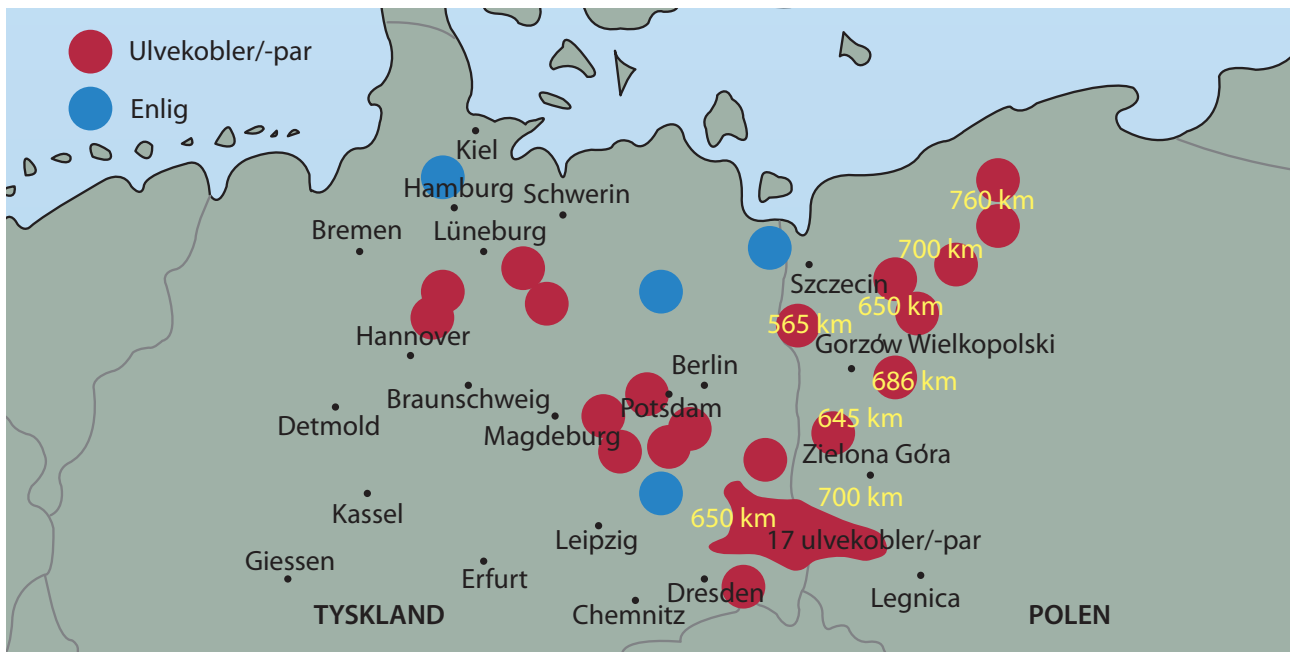 Ulvekobler/-par
Enlig
Kiel
Hamburg
Schwerin
760 km
Bremen
Lüneburg
700 km
Szczecin
650 km
565 km
Hannover
Gorzów Wielkopolski
Berlin
686 km
Braunschweig
Potsdam
645 km
Detmold
Magdeburg
Zielona Góra
700 km
Kassel
650 km
Leipzig
17 ulvekobler/-par
Giessen
Erfurt
Dresden
Legnica
Chemnitz
TYSKLAND
POLEN